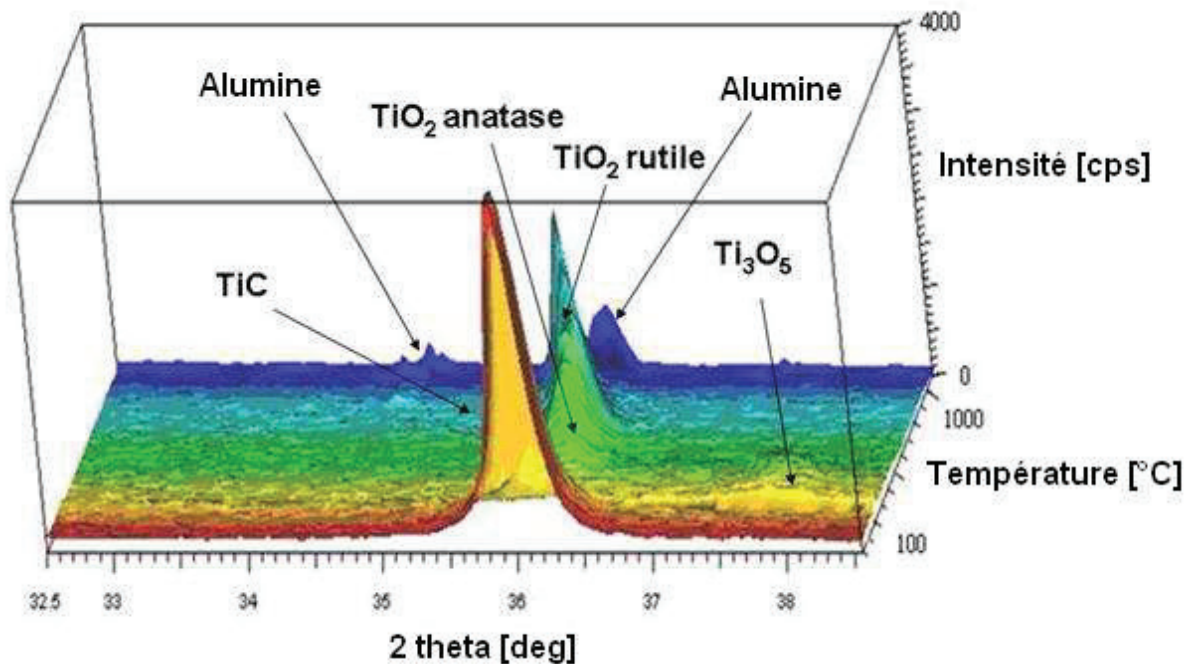 4000
Alumine
TiO₂ anatase
Alumine
TiO₂ rutile
Intensité [cps]
TiC
Ti₃O₅
0
1000
Température [°C]
100
32.5 33 34 35 36 37 38
2 theta [deg]